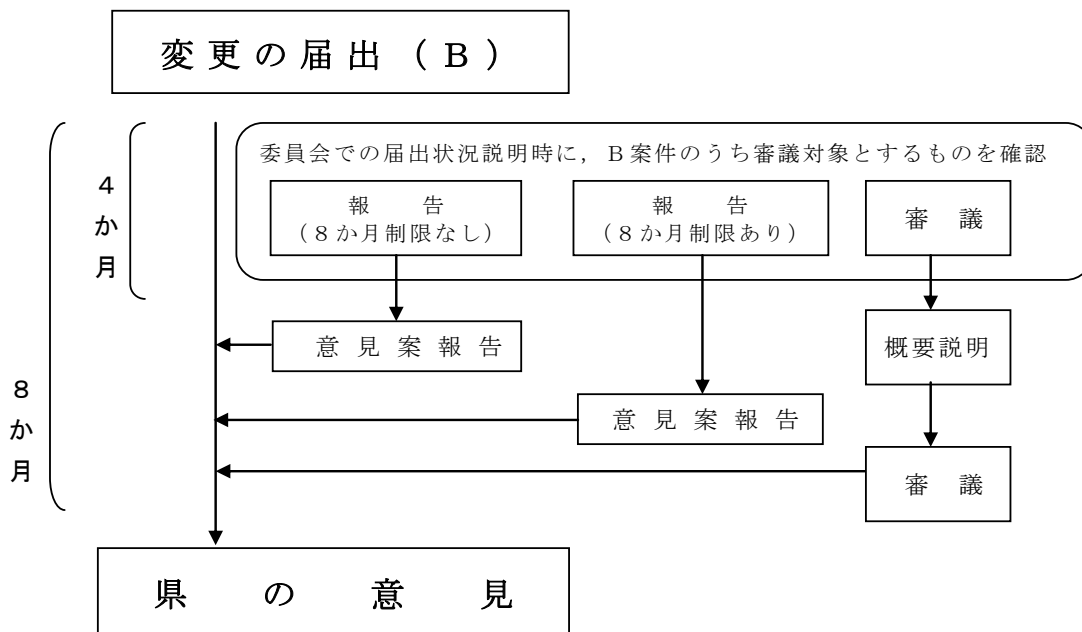 変更の届出（Ｂ）
４か月
８か月
委員会での届出状況説明時に，Ｂ案件のうち審議対象とするものを確認
報　告
（８か月制限なし）
報　告
（８か月制限あり）
審　議
意見案報告
概要説明
意見案報告
審　議
県の意見